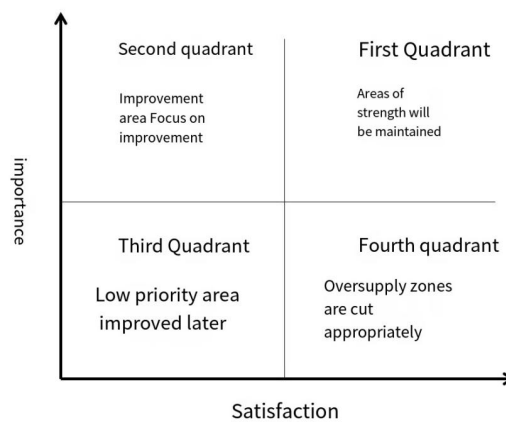 Second quadrant
First Quadrant
Improvement
area Focus on
improvement
Areas of
strength will
be maintained
importance
Third Quadrant
Fourth quadrant
Low priority area
improved later
Oversupply zones
are cut
appropriately
Satisfaction